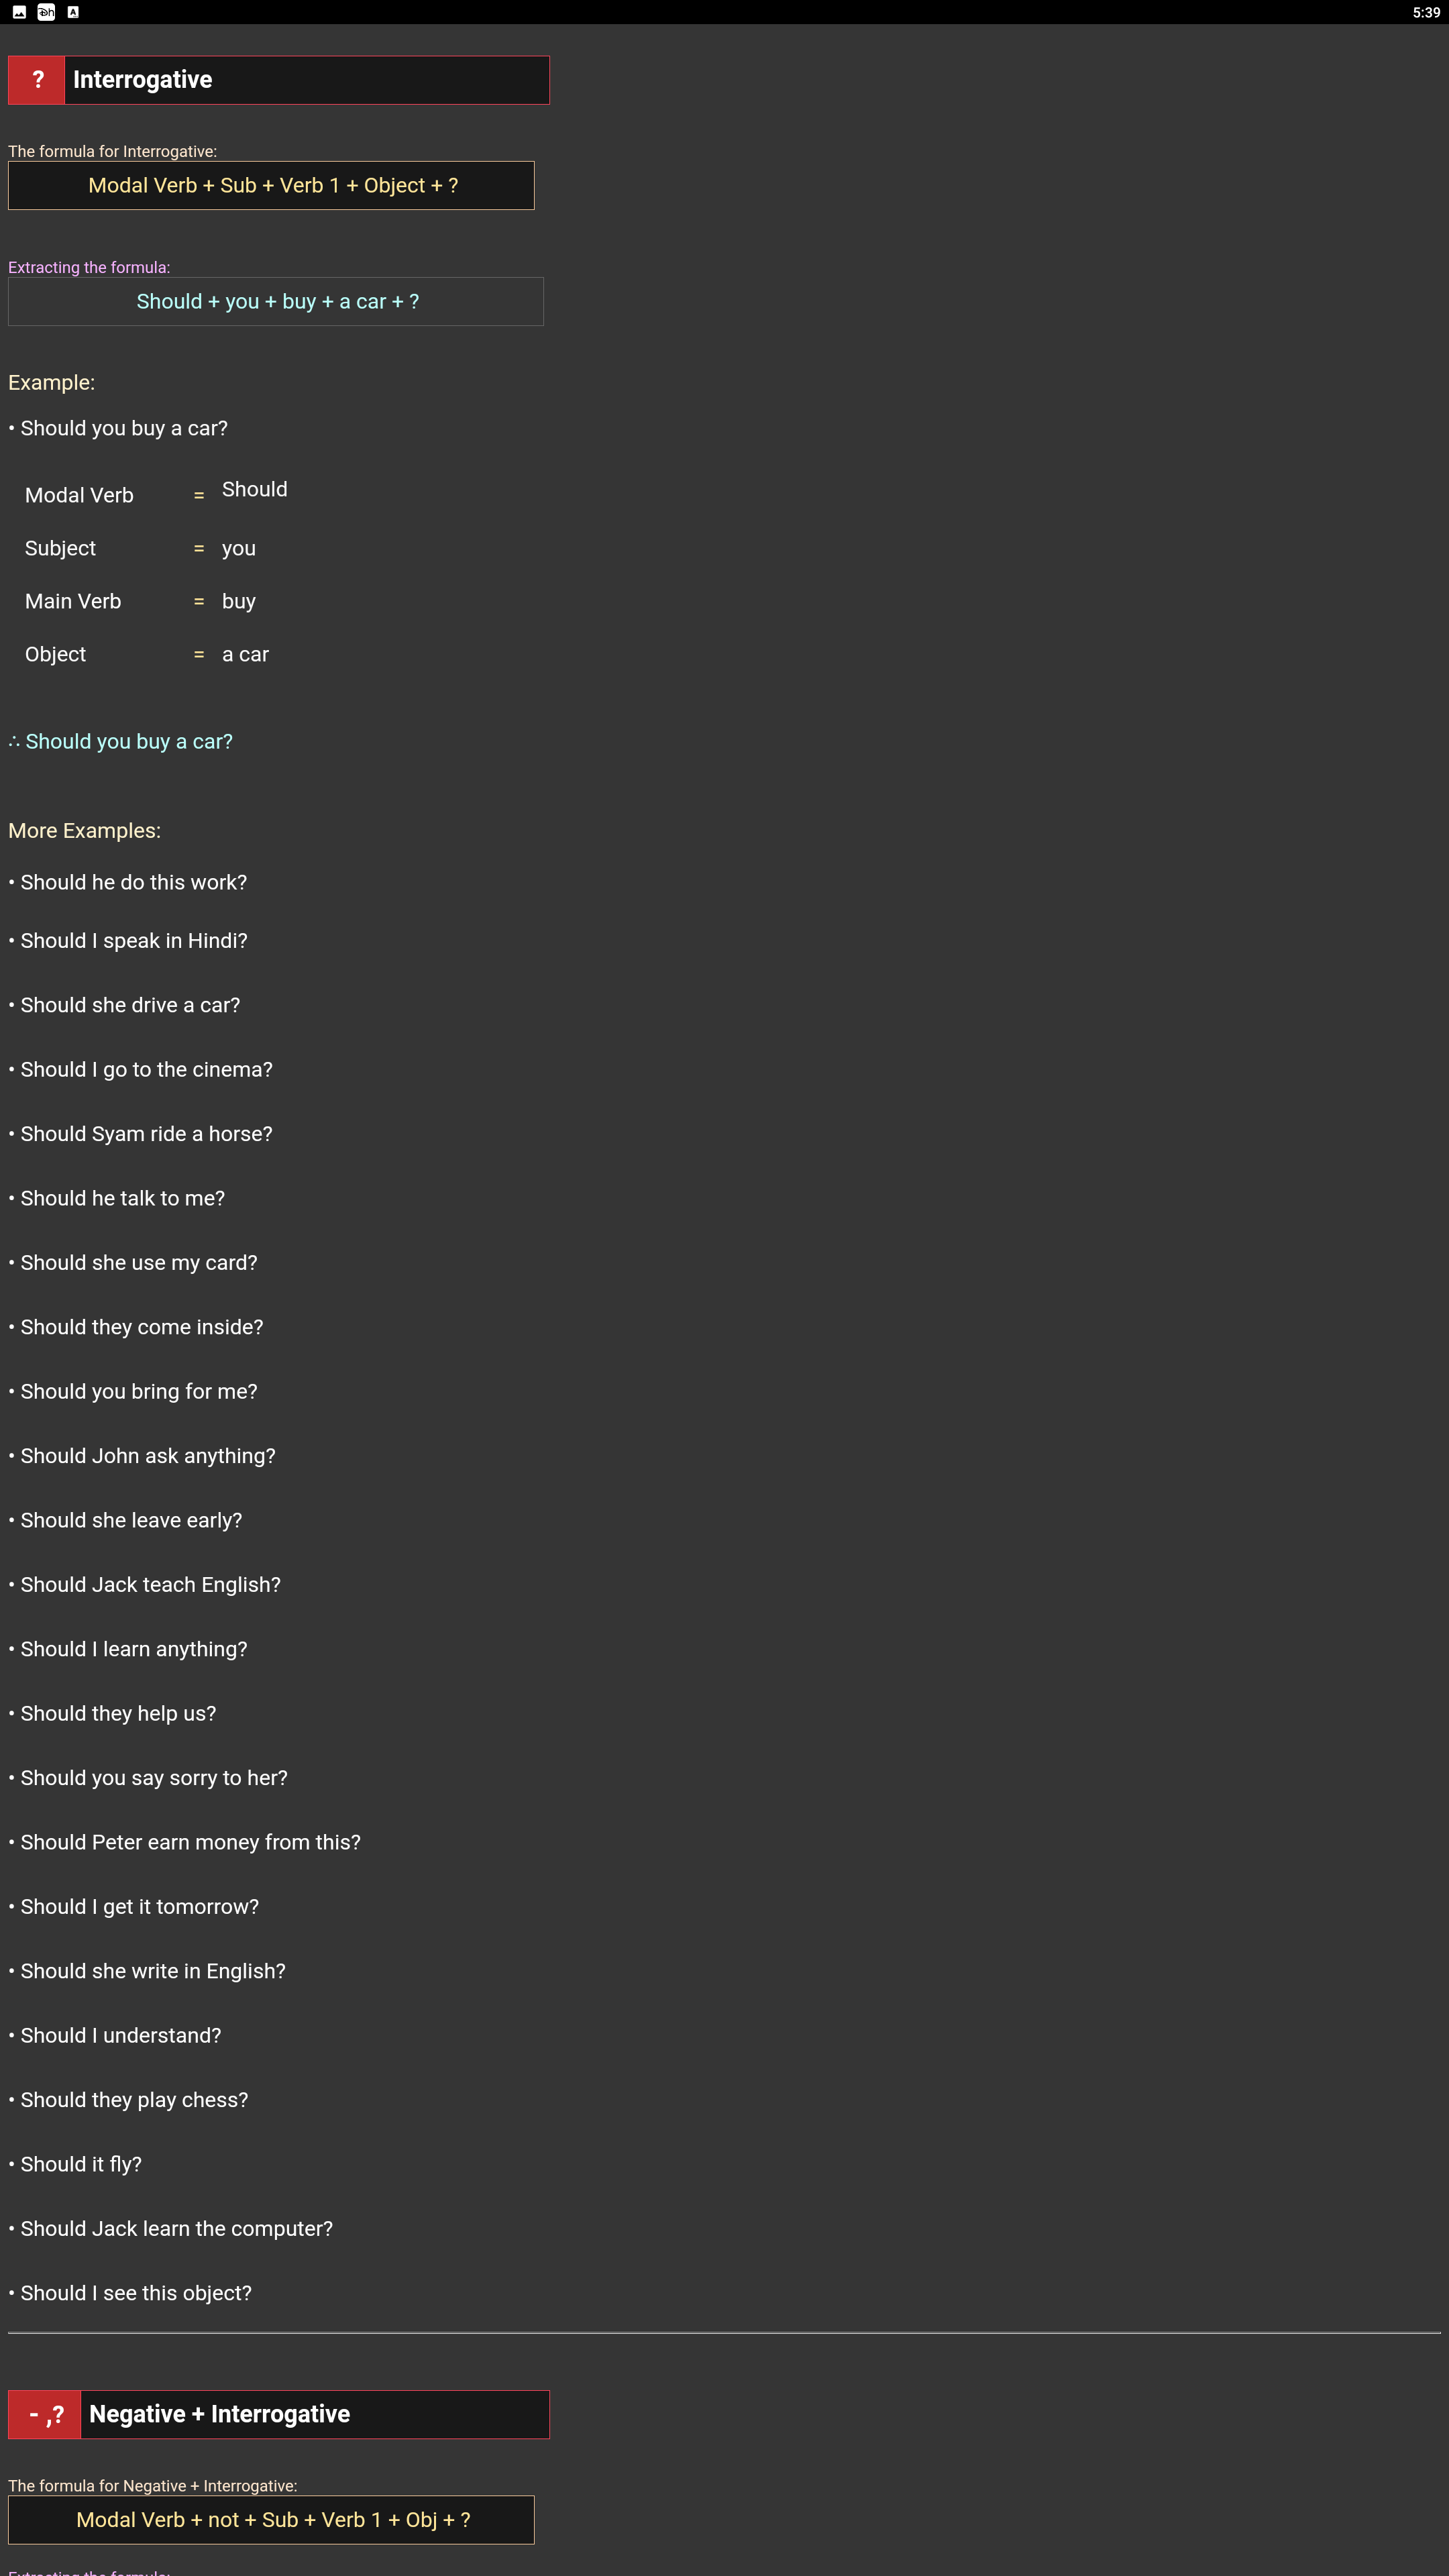 5:39
? Interrogative
The formula for Interrogative:
Modal Verb + Sub + Verb 1 + Object + ?
Extracting the formula:
Should + you + buy + a car + ?
Example:
• Should you buy a car?
Modal Verb = Should
Subject = you
Main Verb = buy
Object = a car
∴ Should you buy a car?
More Examples:
• Should he do this work?
• Should I speak in Hindi?
• Should she drive a car?
• Should I go to the cinema?
• Should Syam ride a horse?
• Should he talk to me?
• Should she use my card?
• Should they come inside?
• Should you bring for me?
• Should John ask anything?
• Should she leave early?
• Should Jack teach English?
• Should I learn anything?
• Should they help us?
• Should you say sorry to her?
• Should Peter earn money from this?
• Should I get it tomorrow?
• Should she write in English?
• Should I understand?
• Should they play chess?
• Should it fly?
• Should Jack learn the computer?
• Should I see this object?
- ,? Negative + Interrogative
The formula for Negative + Interrogative:
Modal Verb + not + Sub + Verb 1 + Obj + ?
Extracting the formula: